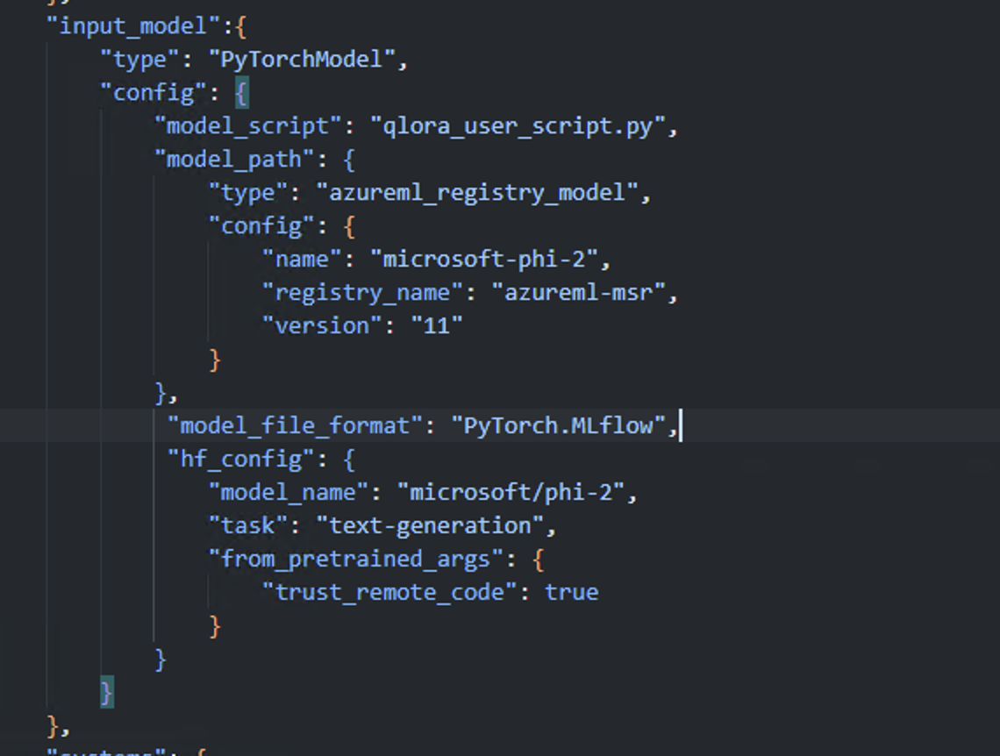 "input_model":{
"type": "PyTorchModel",
"config": {
"model_script": "qlora_user_script.py",
"model_path": {
"type": "azureml_registry_model",
"config": {
"name": "microsoft-phi-2",
"registry_name": "azureml-msr",
"version": "11"
}
},
"model_file_format": "PyTorch.MLflow",
"hf_config": {
"model_name": "microsoft/phi-2",
"task": "text-generation",
"from_pretrained_args": {
"trust_remote_code": true
}
}
}
},